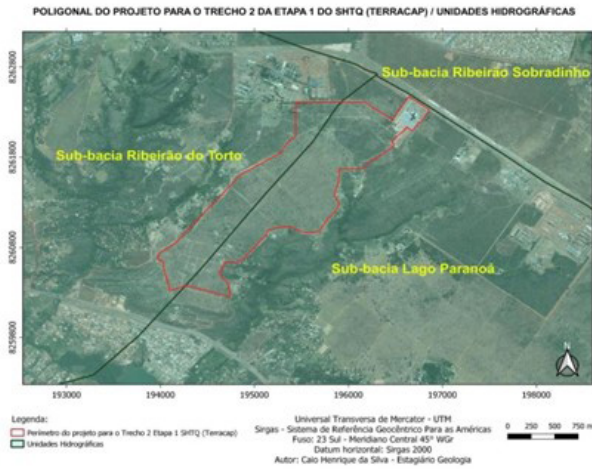 POLIGONAL DO PROJETO PARA O TRECHO 2 DA ETAPA 1 DO SHTQ (TERRACAP) / UNIDADES HIDROGRÁFICAS
Sub-bacia Ribeirão Sobradinho
Sub-bacia Ribeirão do Torto
Sub-bacia Lago Paranoá
8262800
8261800
8260800
8259800
193000
194000
195000
196000
197000
198000
N
Legenda:
Perímetro do projeto para o Trecho 2 Etapa 1 SHTQ (Terracap)
Unidades Hidrográficas
Universal Transversa de Mercator - UTM
Sirgas - Sistema de Referência Geocêntrico Para as Américas
Fuso: 23 Sul - Meridiano Central 45º WGr
Datum horizontal: Sirgas 2000
Autor: Caio Henrique da Silva - Estagiário Geologia
0 250 500 750 m